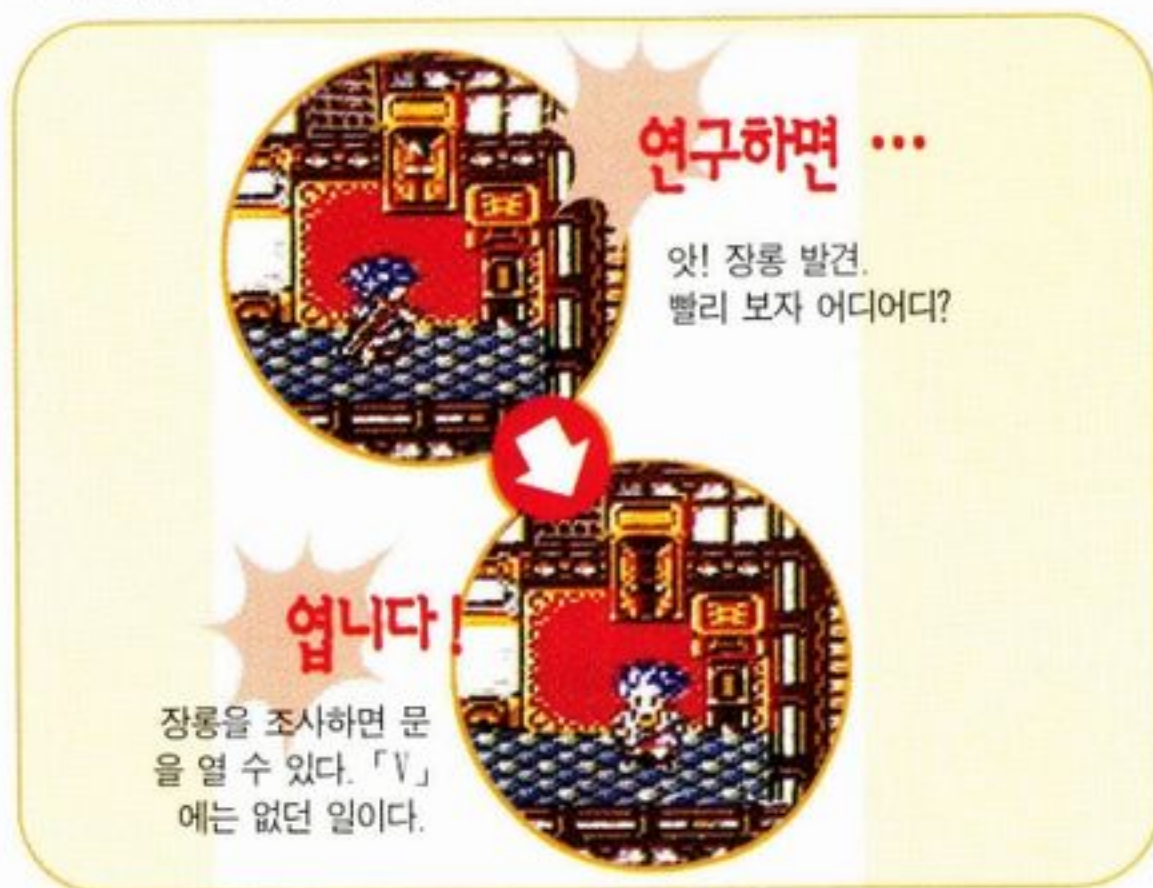 연구하면 …
앗! 장롱 발견.
빨리 보자 어디어디?
엽니다!
장롱을 조사하면 문
을 열 수 있다. 「V」
에는 없던 일이다.